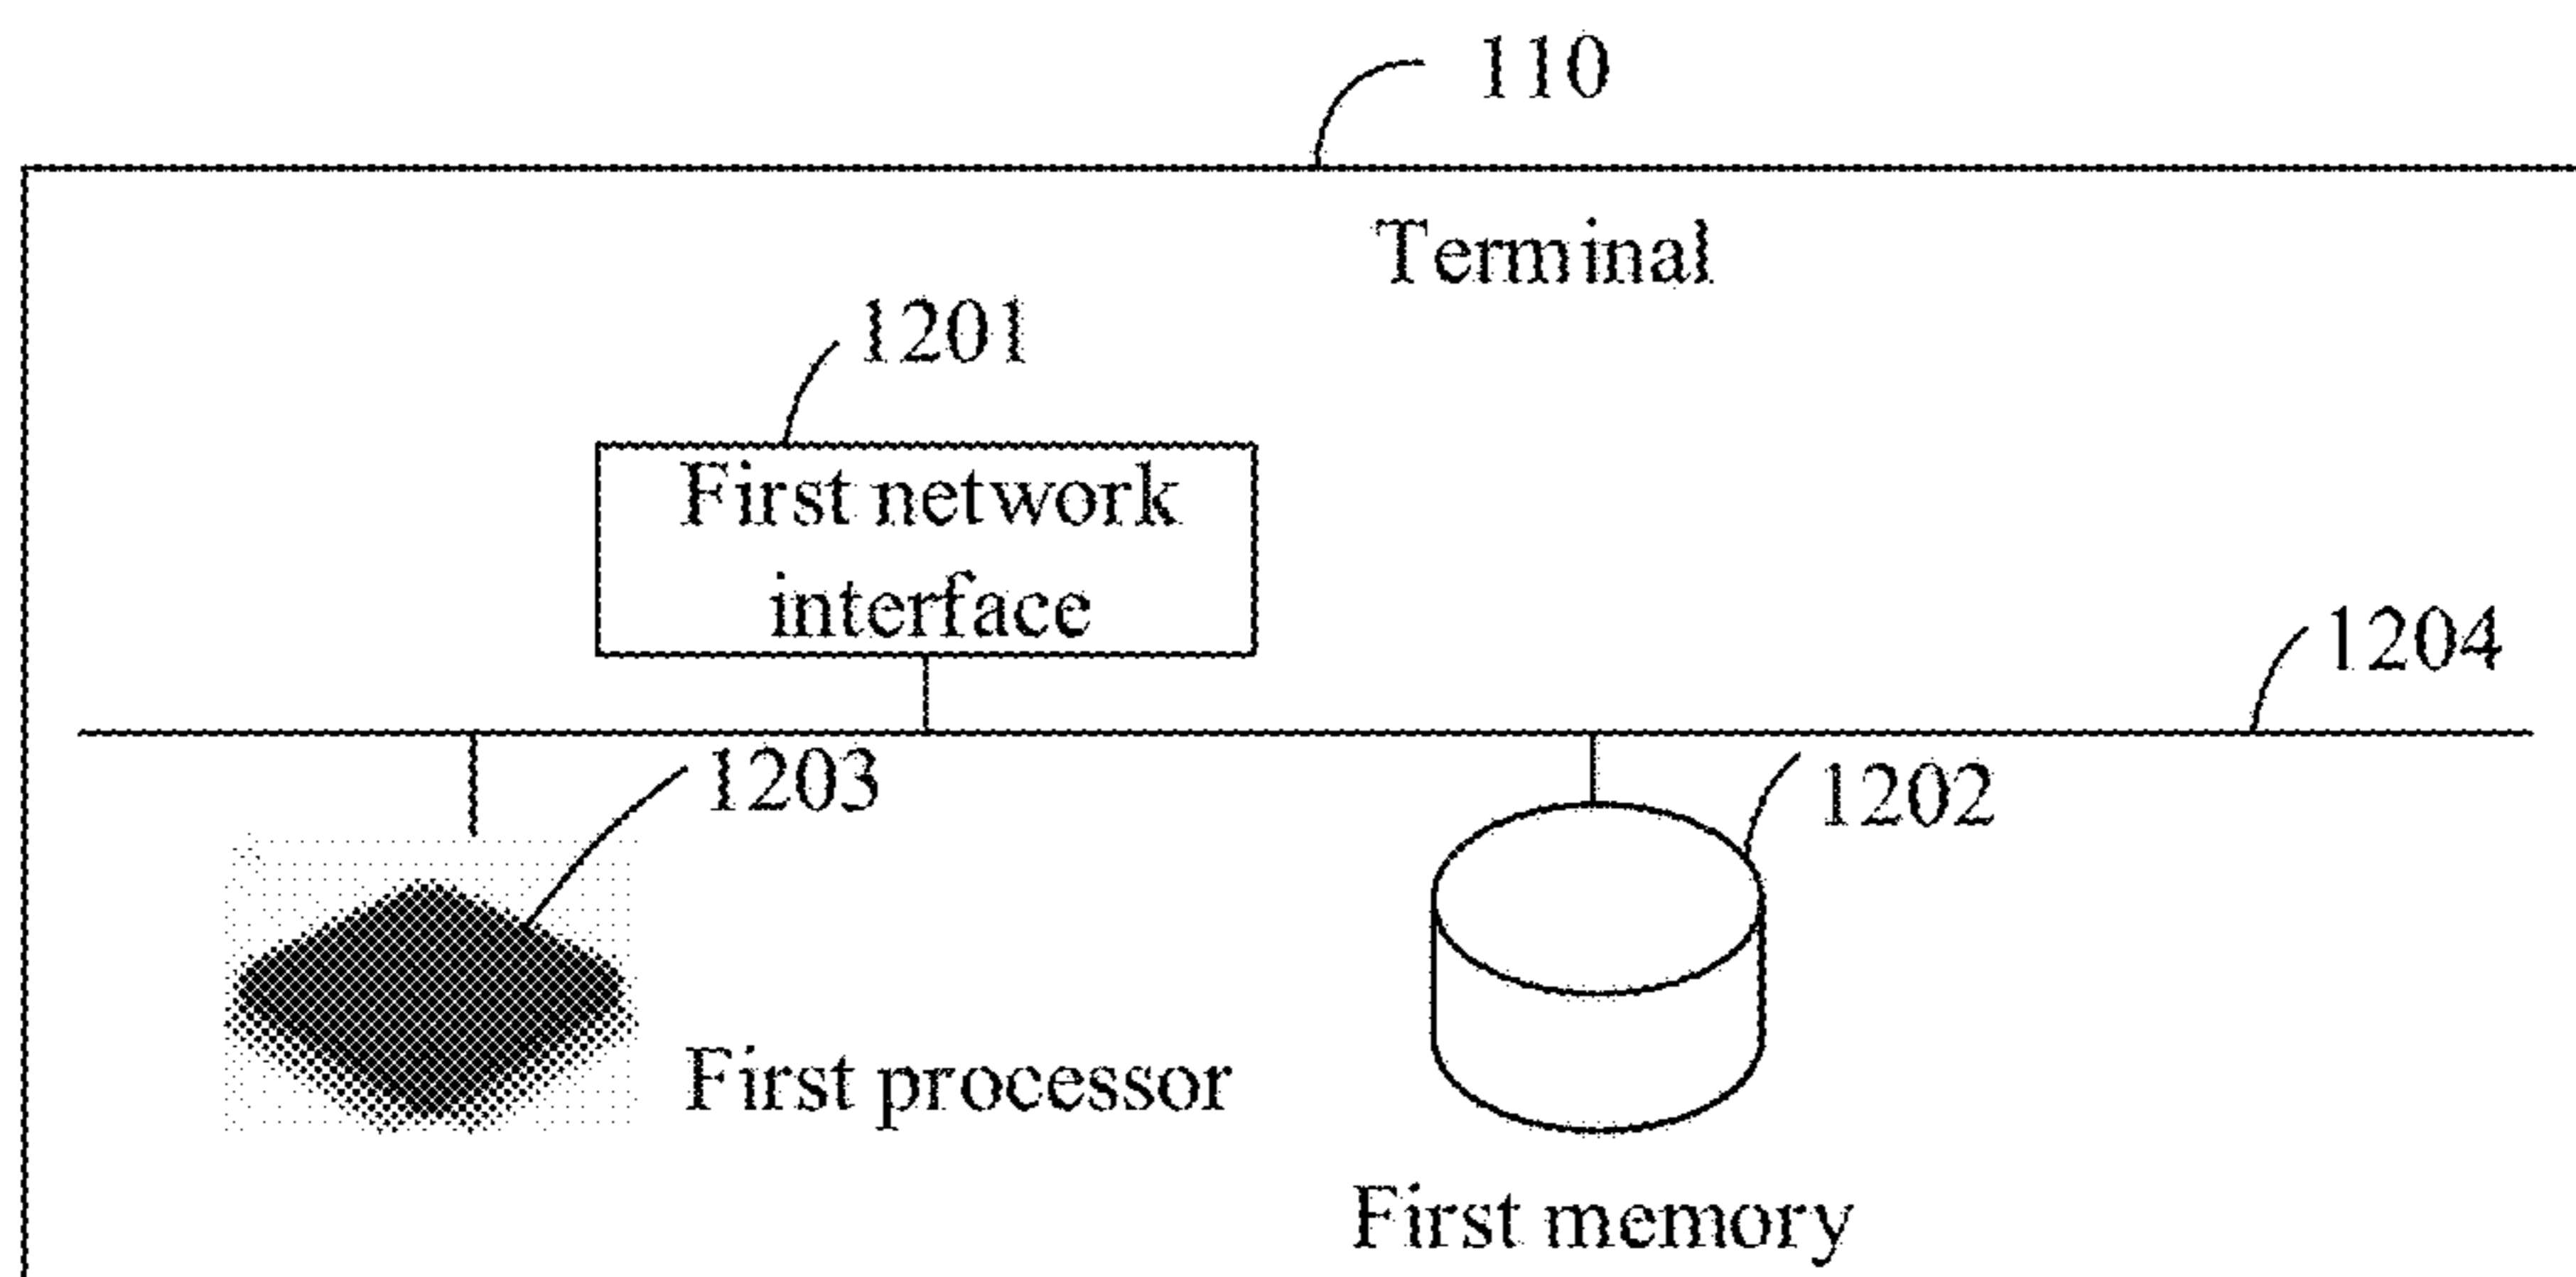 110
Terminal
1201
First network
interface
1204
1203
1202
First processor
First memory